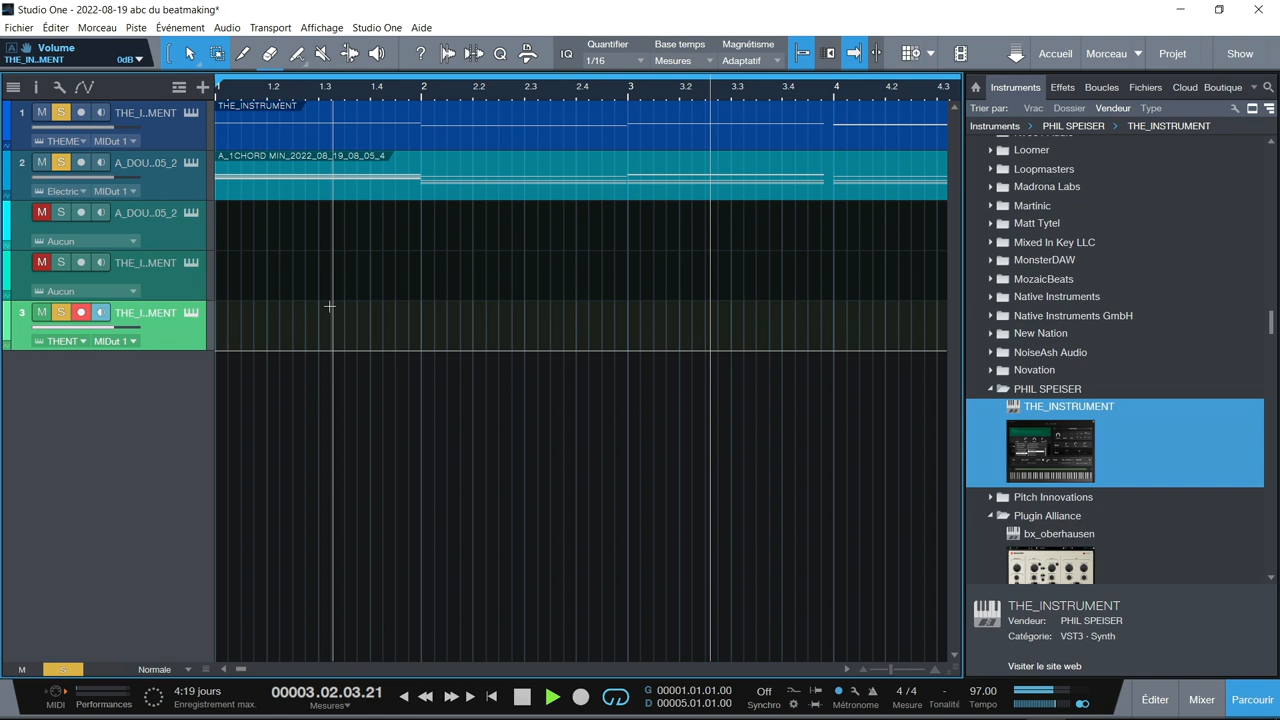 Studio One - 2022-08-19 abc du beatmaking*
Fichier Éditer Morceau Piste Événement Audio Transport Affichage Studio One Aide
Volume
THE_IN..MENT 0dB
IQ
Quantifier
1/16
Base temps
Mesures
Magnétisme
Adaptatif
Accueil Morceau Projet Show
1 1.2 1.3 1.4 2 2.2 2.3 2.4 3 3.2 3.3 3.4 4 4.2 4.3
1 M S THE_I..MENT
THEME MIDut 1
THE_INSTRUMENT
2 M S A_DOU..05_2
Electric MIDut 1
A_1CHORD MIN_2022_08_19_08_05_4
M S A_DOU..05_2
Aucun
M S THE_I..MENT
Aucun
3 M S THE_I..MENT
THENT MIDut 1
Instruments Effets Boucles Fichiers Cloud Boutique
Trier par: Vrac Dossier Vendeur Type
Instruments PHIL SPEISER THE_INSTRUMENT
Loomer
Loopmasters
Madrona Labs
Martinic
Matt Tytel
Mixed In Key LLC
MonsterDAW
MozaicBeats
Native Instruments
Native Instruments GmbH
New Nation
NoiseAsh Audio
Novation
PHIL SPEISER
THE_INSTRUMENT
Pitch Innovations
Plugin Alliance
bx_oberhausen
THE_INSTRUMENT
Vendeur: PHIL SPEISER
Catégorie: VST3 · Synth
Visiter le site web
M S Normale
MIDI Performances
4:19 jours
Enregistrement max.
00003.02.03.21
Mesures
G 00001.01.01.00
D 00005.01.01.00
Off
Synchro
Métronome
4 / 4
Mesure
-
Tonalité
97.00
Tempo
Éditer Mixer Parcourir